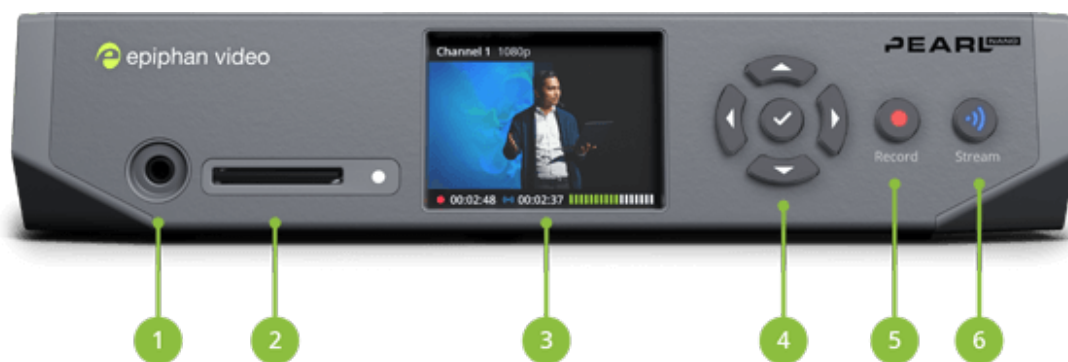 epiphan video
PEARL NANO
Channel 1 1080p
Record
Stream
00:02:48 00:02:37
1
2
3
4
5
6